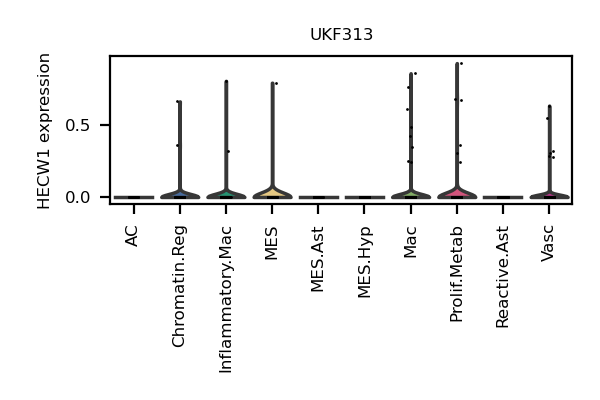 UKF313
HECW1 expression
0.5
0.0
AC
Chromatin.Reg
Inflammatory.Mac
MES
MES.Ast
MES.Hyp
Mac
Prolif.Metab
Reactive.Ast
Vasc